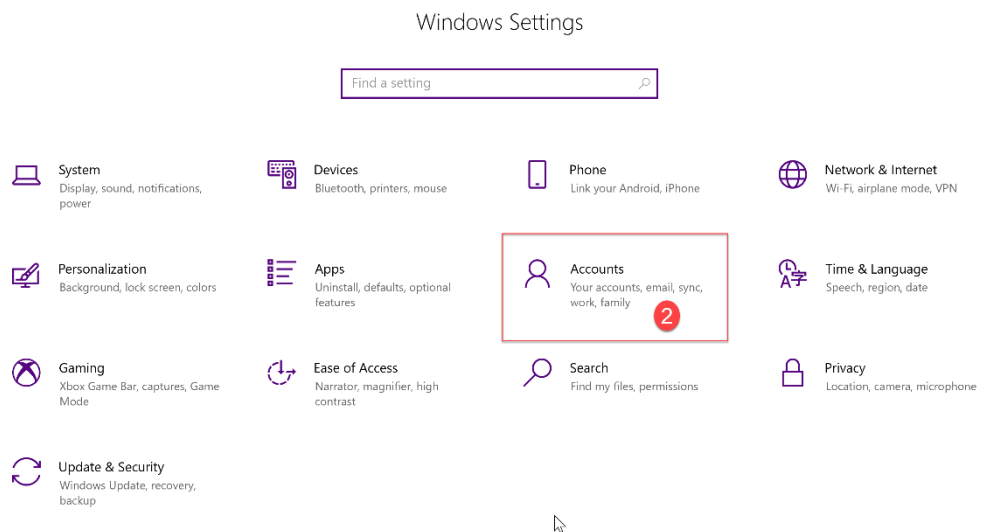 Windows Settings
Find a setting
System
Display, sound, notifications,
power
Devices
Bluetooth, printers, mouse
Phone
Link your Android, iPhone
Network & Internet
Wi-Fi, airplane mode, VPN
Personalization
Background, lock screen, colors
Apps
Uninstall, defaults, optional
features
Accounts
Your accounts, email, sync,
work, family
2
Time & Language
Speech, region, date
Gaming
Xbox Game Bar, captures, Game
Mode
Ease of Access
Narrator, magnifier, high
contrast
Search
Find my files, permissions
Privacy
Location, camera, microphone
Update & Security
Windows Update, recovery,
backup